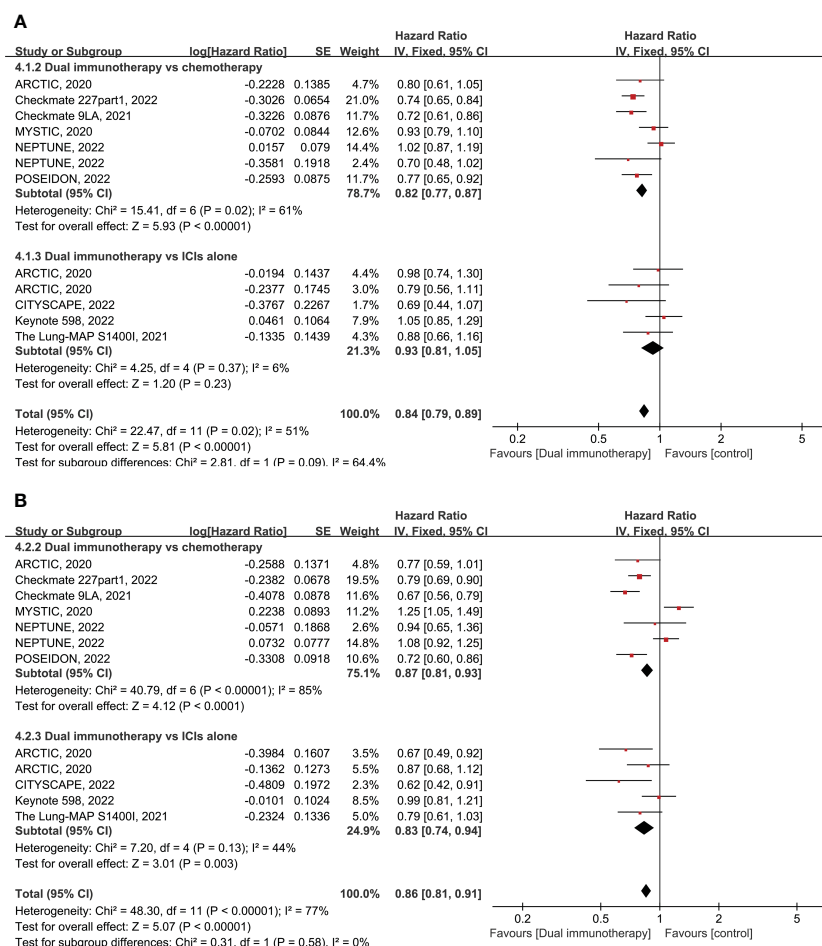 A
Hazard Ratio Hazard Ratio
Study or Subgroup log[Hazard Ratio] SE Weight IV, Fixed, 95% CI IV, Fixed, 95% CI
4.1.2 Dual immunotherapy vs chemotherapy
ARCTIC, 2020 -0.2228 0.1385 4.7% 0.80 [0.61, 1.05]
Checkmate 227part1, 2022 -0.3026 0.0654 21.0% 0.74 [0.65, 0.84]
Checkmate 9LA, 2021 -0.3226 0.0876 11.7% 0.72 [0.61, 0.86]
MYSTIC, 2020 -0.0702 0.0844 12.6% 0.93 [0.79, 1.10]
NEPTUNE, 2022 0.0157 0.079 14.4% 1.02 [0.87, 1.19]
NEPTUNE, 2022 -0.3581 0.1918 2.4% 0.70 [0.48, 1.02]
POSEIDON, 2022 -0.2593 0.0875 11.7% 0.77 [0.65, 0.92]
Subtotal (95% CI) 78.7% 0.82 [0.77, 0.87]
Heterogeneity: Chi² = 15.41, df = 6 (P = 0.02); I² = 61%
Test for overall effect: Z = 5.93 (P < 0.00001)
4.1.3 Dual immunotherapy vs ICIs alone
ARCTIC, 2020 -0.0194 0.1437 4.4% 0.98 [0.74, 1.30]
ARCTIC, 2020 -0.2377 0.1745 3.0% 0.79 [0.56, 1.11]
CITYSCAPE, 2022 -0.3767 0.2267 1.7% 0.69 [0.44, 1.07]
Keynote 598, 2022 0.0461 0.1064 7.9% 1.05 [0.85, 1.29]
The Lung-MAP S1400I, 2021 -0.1335 0.1439 4.3% 0.88 [0.66, 1.16]
Subtotal (95% CI) 21.3% 0.93 [0.81, 1.05]
Heterogeneity: Chi² = 4.25, df = 4 (P = 0.37); I² = 6%
Test for overall effect: Z = 1.20 (P = 0.23)
Total (95% CI) 100.0% 0.84 [0.79, 0.89]
Heterogeneity: Chi² = 22.47, df = 11 (P = 0.02); I² = 51%
Test for overall effect: Z = 5.81 (P < 0.00001)
Test for subgroup differences: Chi² = 2.81, df = 1 (P = 0.09), I² = 64.4%
0.2 0.5 1 2 5
Favours [Dual immunotherapy] Favours [control]
B
Hazard Ratio Hazard Ratio
Study or Subgroup log[Hazard Ratio] SE Weight IV, Fixed, 95% CI IV, Fixed, 95% CI
4.2.2 Dual immunotherapy vs chemotherapy
ARCTIC, 2020 -0.2588 0.1371 4.8% 0.77 [0.59, 1.01]
Checkmate 227part1, 2022 -0.2382 0.0678 19.5% 0.79 [0.69, 0.90]
Checkmate 9LA, 2021 -0.4078 0.0878 11.6% 0.67 [0.56, 0.79]
MYSTIC, 2020 0.2238 0.0893 11.2% 1.25 [1.05, 1.49]
NEPTUNE, 2022 -0.0571 0.1868 2.6% 0.94 [0.65, 1.36]
NEPTUNE, 2022 0.0732 0.0777 14.8% 1.08 [0.92, 1.25]
POSEIDON, 2022 -0.3308 0.0918 10.6% 0.72 [0.60, 0.86]
Subtotal (95% CI) 75.1% 0.87 [0.81, 0.93]
Heterogeneity: Chi² = 40.79, df = 6 (P < 0.00001); I² = 85%
Test for overall effect: Z = 4.12 (P < 0.0001)
4.2.3 Dual immunotherapy vs ICIs alone
ARCTIC, 2020 -0.3984 0.1607 3.5% 0.67 [0.49, 0.92]
ARCTIC, 2020 -0.1362 0.1273 5.5% 0.87 [0.68, 1.12]
CITYSCAPE, 2022 -0.4809 0.1972 2.3% 0.62 [0.42, 0.91]
Keynote 598, 2022 -0.0101 0.1024 8.5% 0.99 [0.81, 1.21]
The Lung-MAP S1400I, 2021 -0.2324 0.1336 5.0% 0.79 [0.61, 1.03]
Subtotal (95% CI) 24.9% 0.83 [0.74, 0.94]
Heterogeneity: Chi² = 7.20, df = 4 (P = 0.13); I² = 44%
Test for overall effect: Z = 3.01 (P = 0.003)
Total (95% CI) 100.0% 0.86 [0.81, 0.91]
Heterogeneity: Chi² = 48.30, df = 11 (P < 0.00001); I² = 77%
Test for overall effect: Z = 5.07 (P < 0.00001)
Test for subgroup differences: Chi² = 0.31, df = 1 (P = 0.58), I² = 0%
0.2 0.5 1 2 5
Favours [Dual immunotherapy] Favours [control]